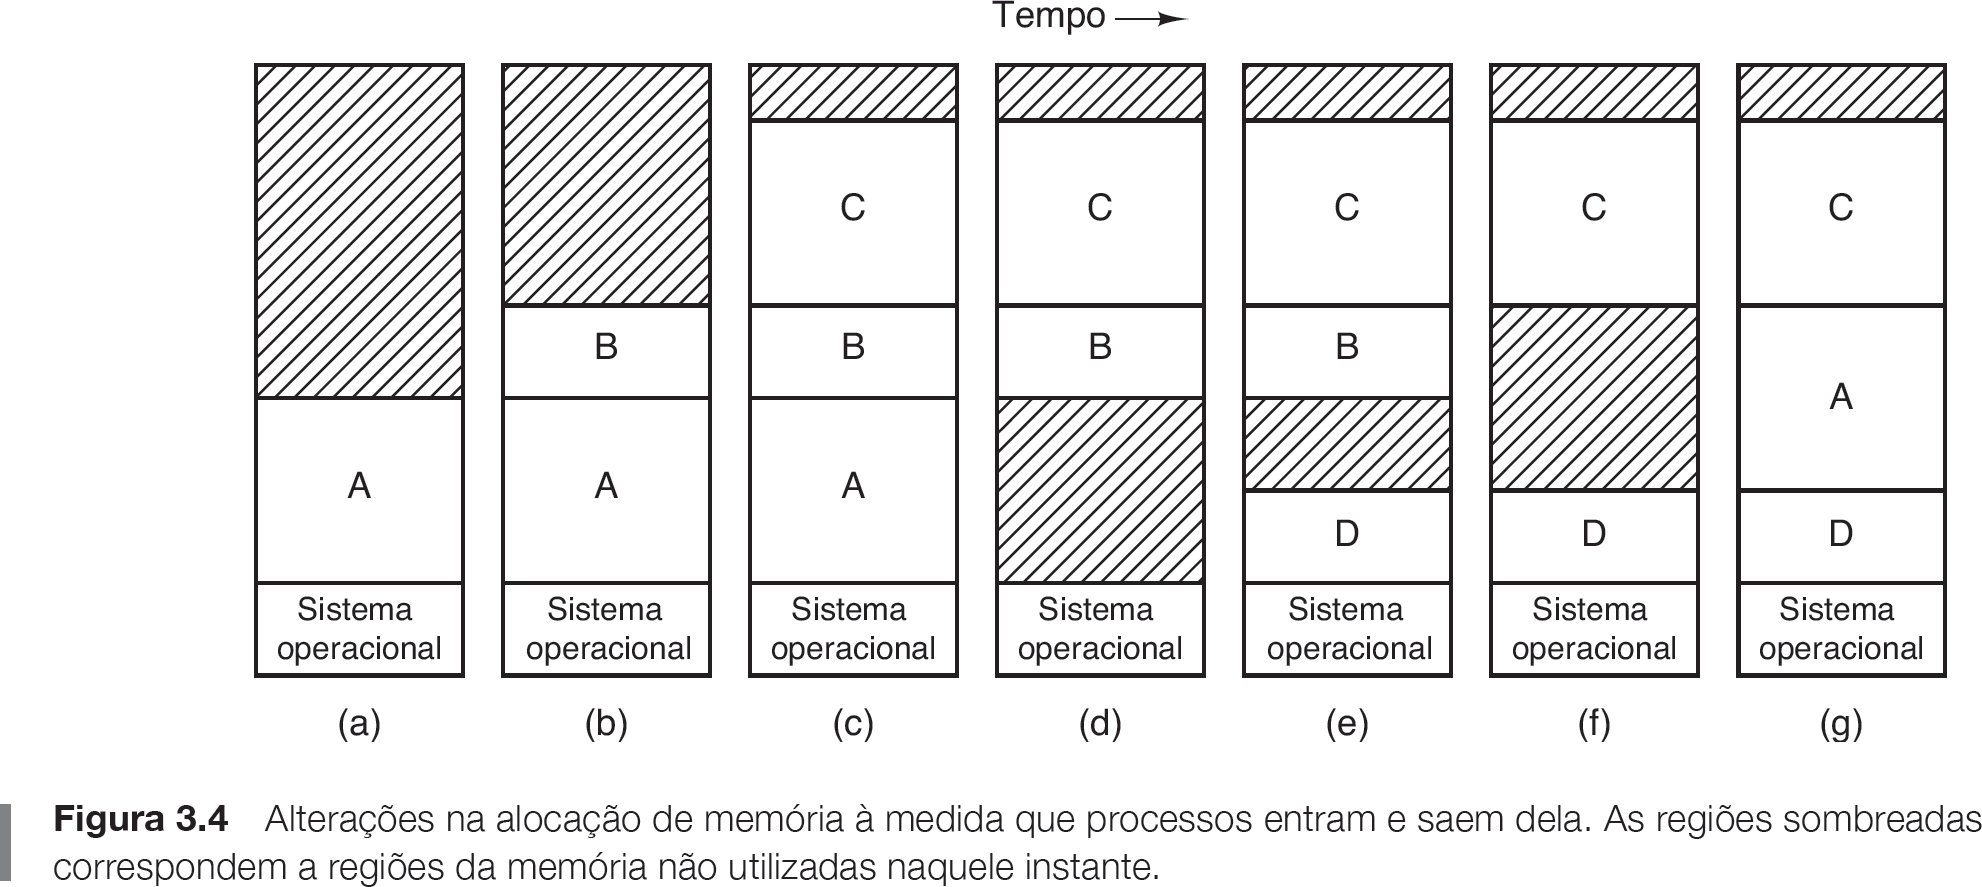 Tempo
C C C C C
B B B B
A
A A A
D D D
Sistema Sistema Sistema Sistema Sistema Sistema Sistema
operacional operacional operacional operacional operacional operacional operacional
(a) (b) (c) (d) (e) (f) (g)
Figura 3.4 Alterações na alocação de memória à medida que processos entram e saem dela. As regiões sombreadas
correspondem a regiões da memória não utilizadas naquele instante.